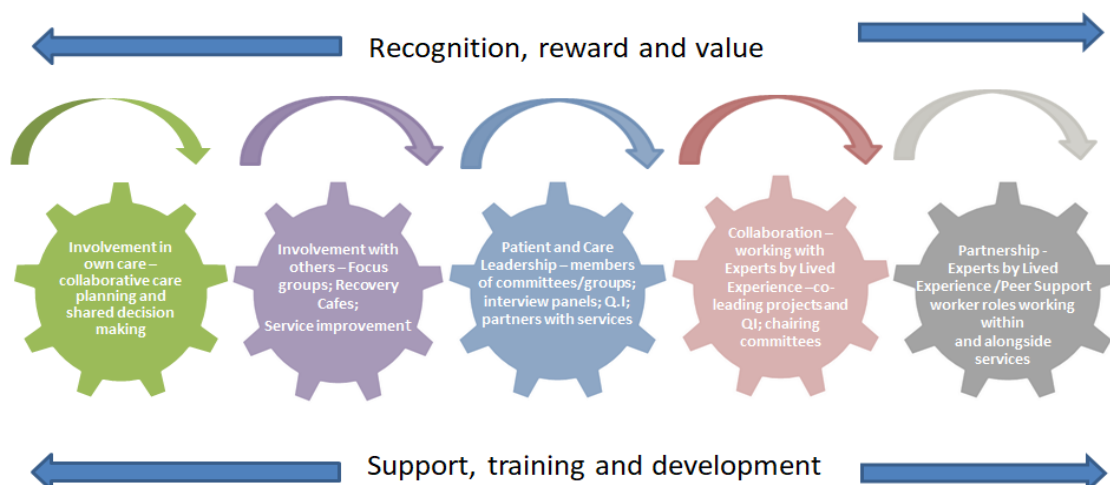 Recognition, reward and value
Involvement in
own care –
collaborative care
planning and
shared decision
making
Involvement with
others – Focus
groups; Recovery
Cafes;
Service improvement
Patient and Care
Leadership – members
of committees/groups;
interview panels; Q.I;
partners with services
Collaboration –
working with
Experts by Lived
Experience –co-
leading projects and
QI; chairing
committees
Partnership -
Experts by Lived
Experience /Peer Support
worker roles working
within
and alongside
services
Support, training and development